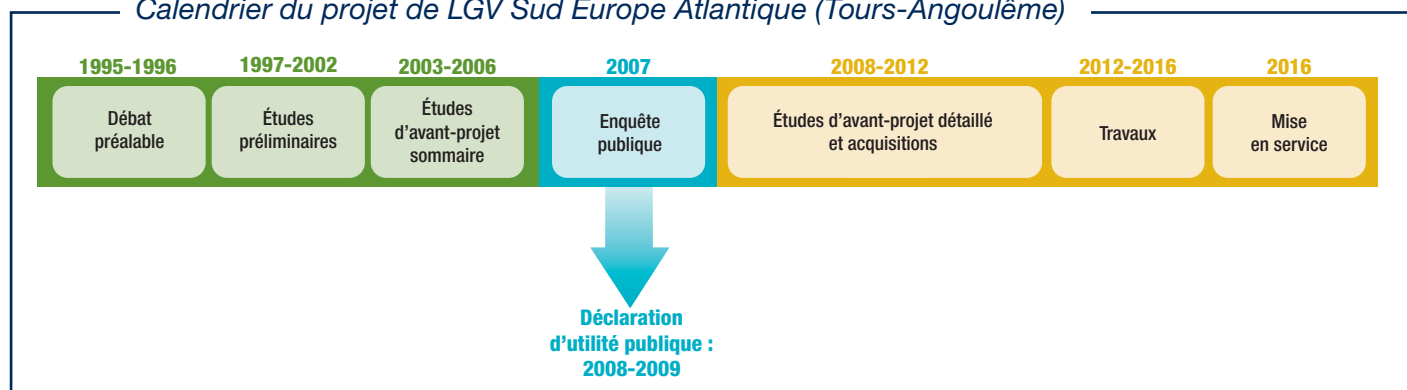 Calendrier du projet de LGV Sud Europe Atlantique (Tours-Angoulême)
1995-1996
1997-2002
2003-2006
2007
2008-2012
2012-2016
2016
Débat
préalable
Études
préliminaires
Études
d'avant-projet
sommaire
Enquête
publique
Études d'avant-projet détaillé
et acquisitions
Travaux
Mise
en service
Déclaration
d'utilité publique :
2008-2009